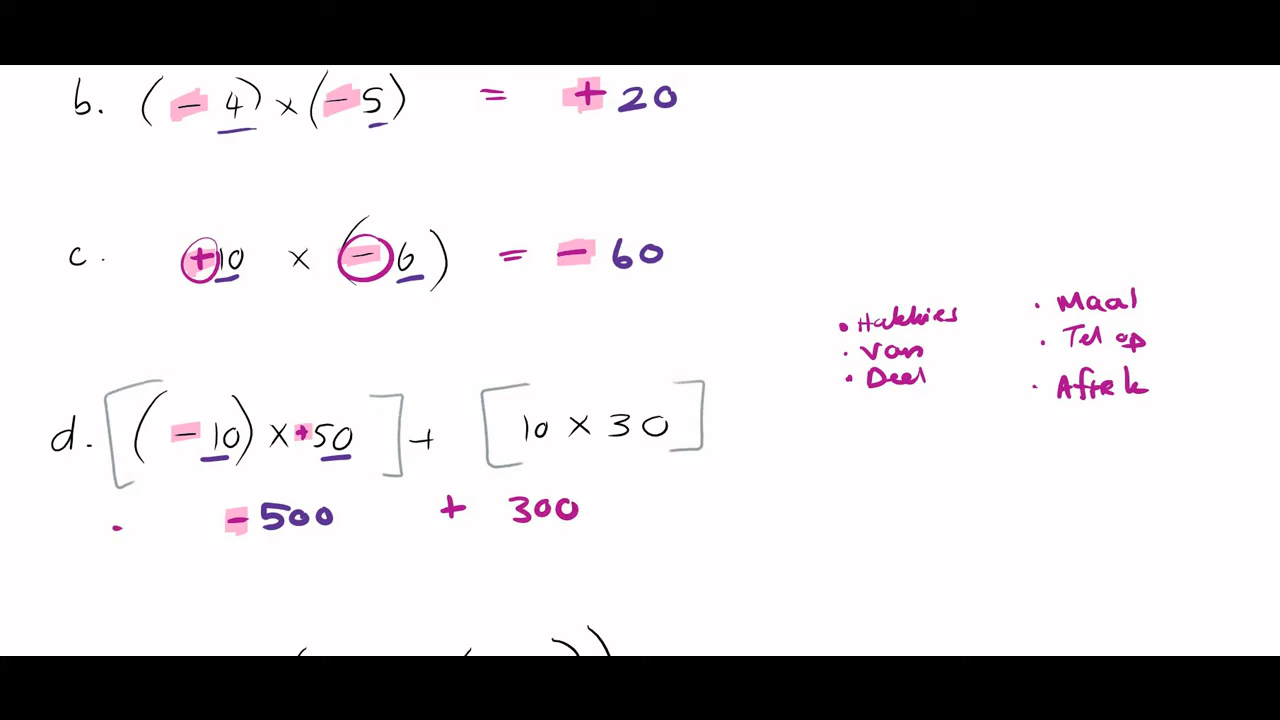 b. (- 4) × (- 5) = + 20
c. +10 × (- 6) = - 60
• Hakkies
• Van
• Deel
• Maal
• Tel op
• Aftrek
d. [(- 10) × +50] + [10 × 30]
- 500 + 300